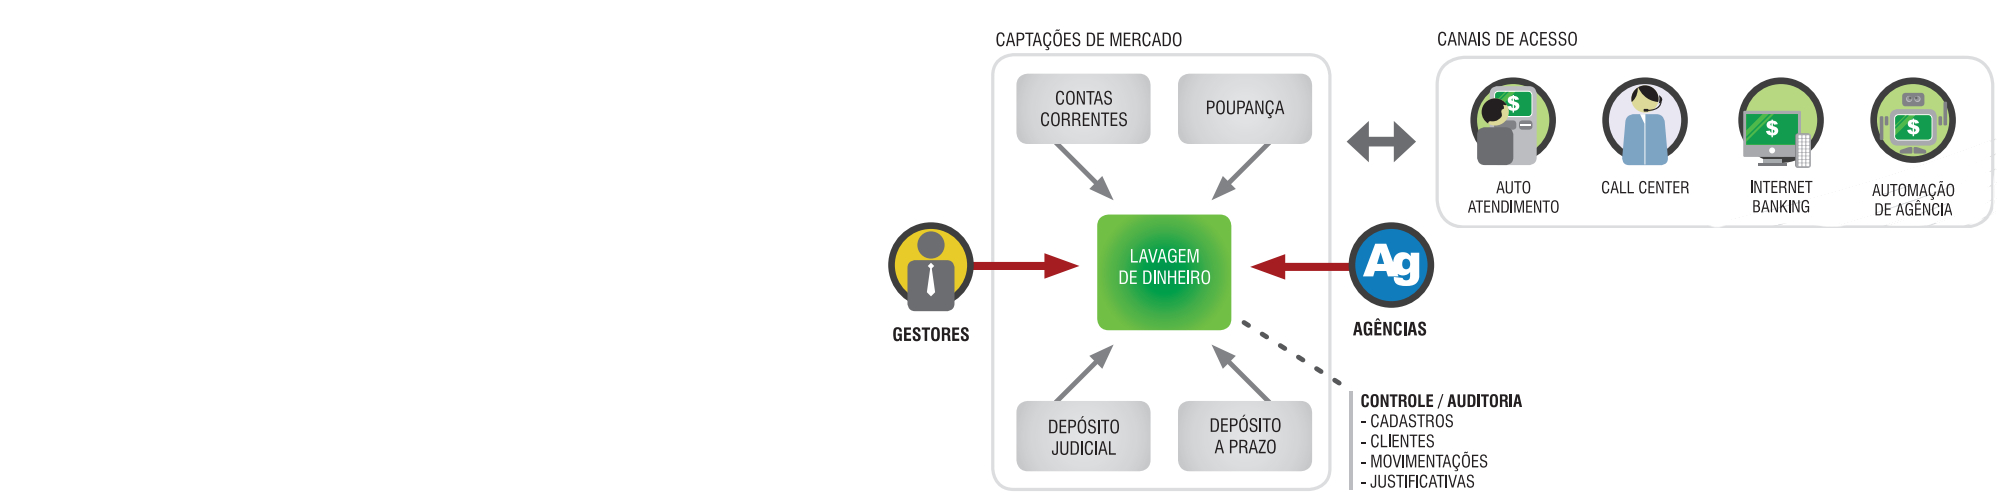 CAPTAÇÕES DE MERCADO
CONTAS
CORRENTES
POUPANÇA
LAVAGEM
DE DINHEIRO
DEPÓSITO
JUDICIAL
DEPÓSITO
A PRAZO
GESTORES
Ag
AGÊNCIAS
CANAIS DE ACESSO
$
AUTO
ATENDIMENTO
CALL CENTER
$
INTERNET
BANKING
$
AUTOMAÇÃO
DE AGÊNCIA
CONTROLE / AUDITORIA
- CADASTROS
- CLIENTES
- MOVIMENTAÇÕES
- JUSTIFICATIVAS